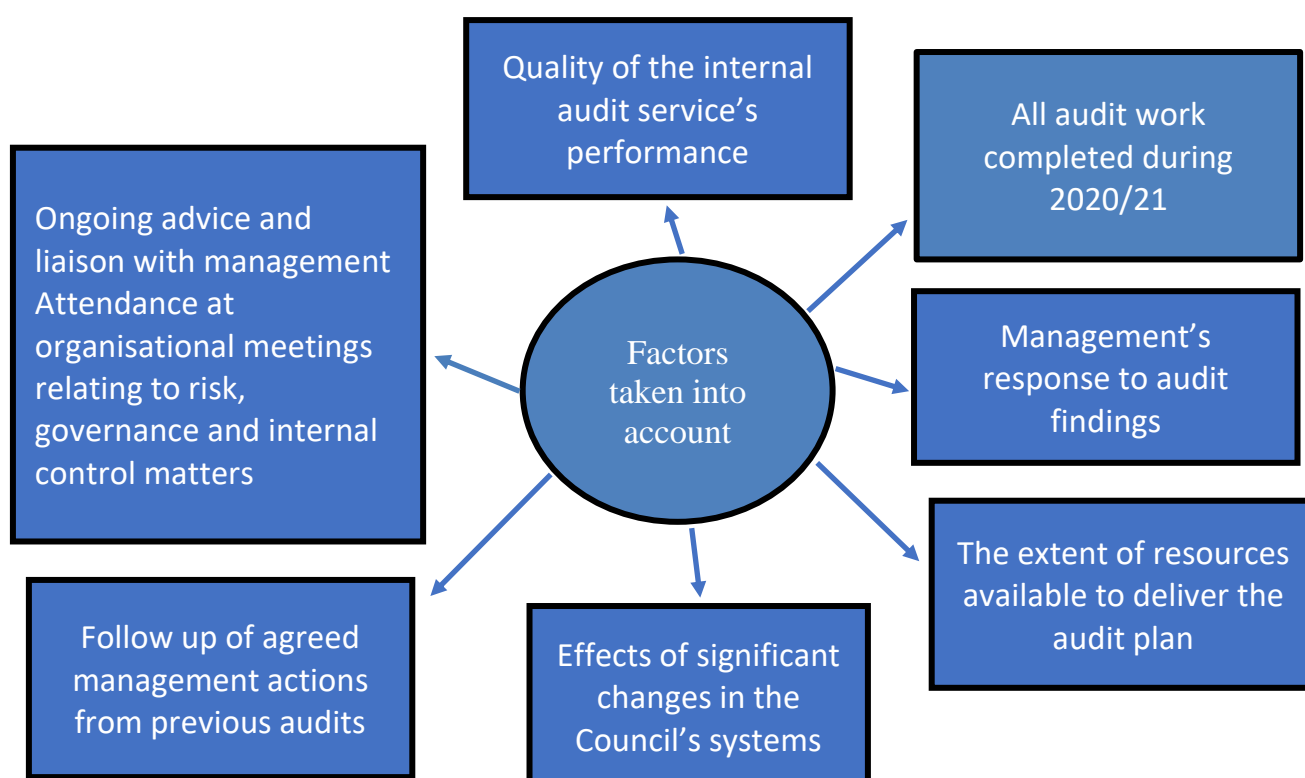 Quality of the internal
audit service’s
performance
All audit work
completed during
2020/21
Ongoing advice and
liaison with management
Attendance at
organisational meetings
relating to risk,
governance and internal
control matters
Factors
taken into
account
Management’s
response to audit
findings
The extent of resources
available to deliver the
audit plan
Follow up of agreed
management actions
from previous audits
Effects of significant
changes in the
Council’s systems